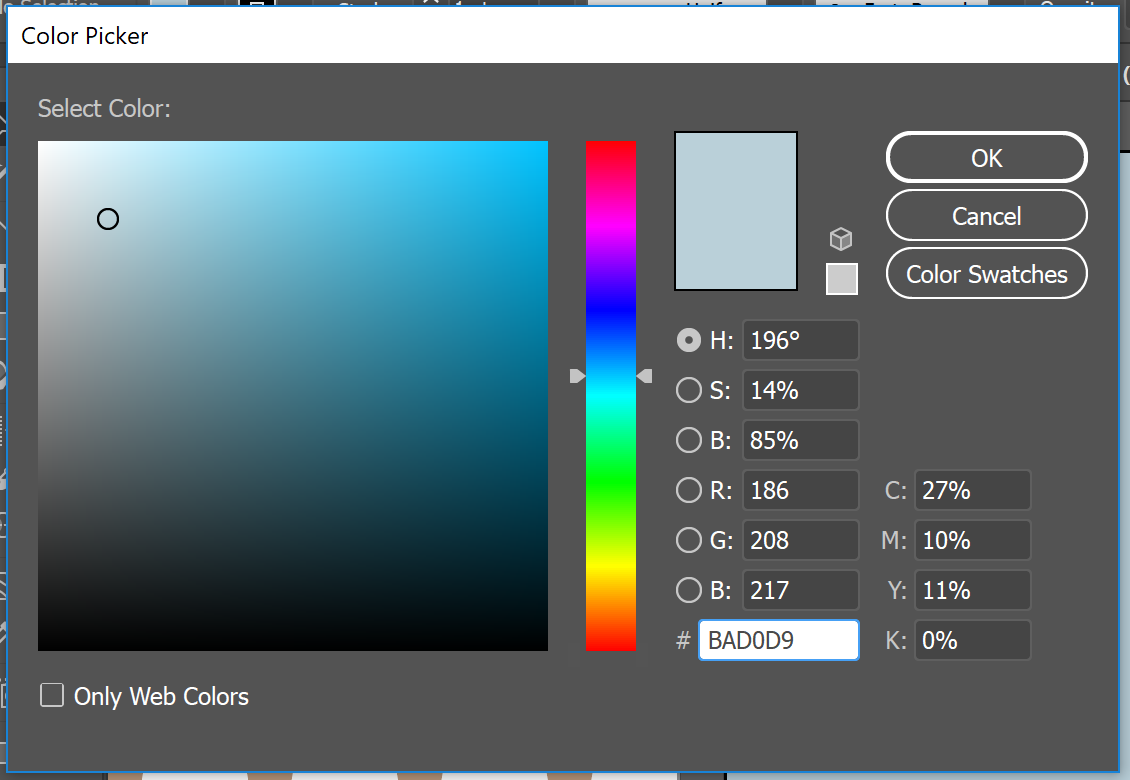 Color Picker
Select Color:
OK
Cancel
Color Swatches
H: 196°
S: 14%
B: 85%
R: 186
C: 27%
G: 208
M: 10%
B: 217
Y: 11%
# BAD0D9
K: 0%
Only Web Colors